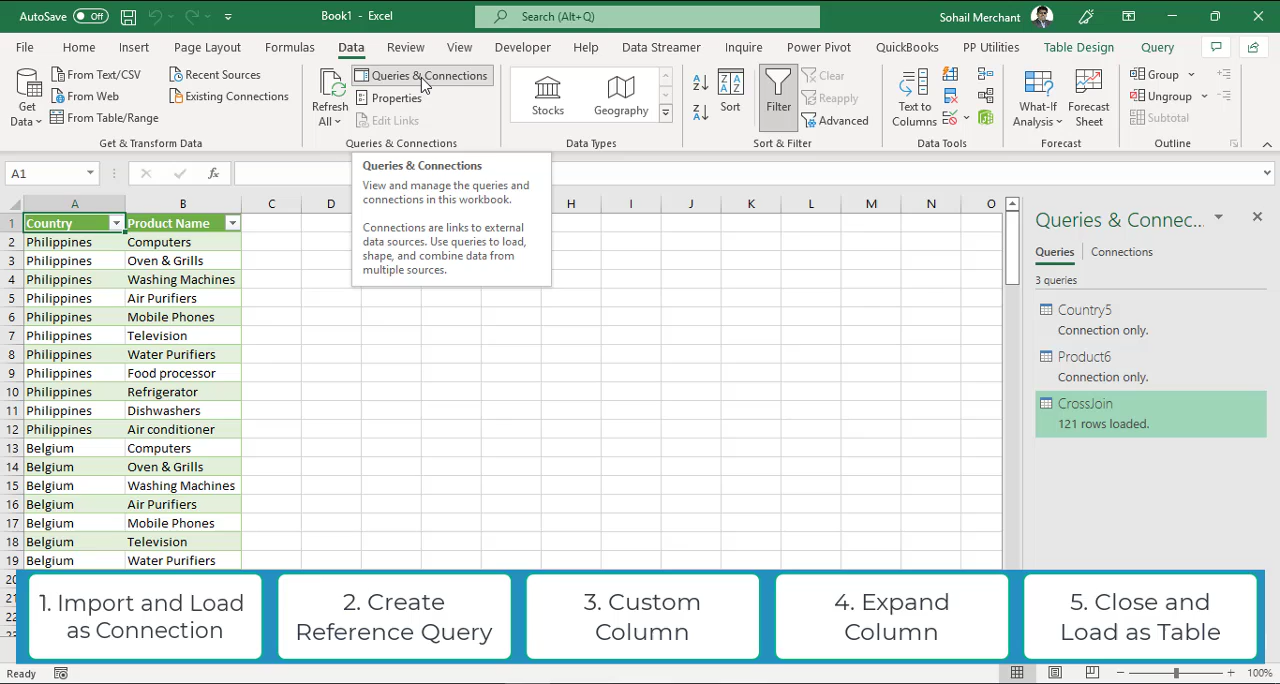 AutoSave Off Book1 - Excel Search (Alt+Q) Sohail Merchant
File Home Insert Page Layout Formulas Data Review View Developer Help Data Streamer Inquire Power Pivot QuickBooks PP Utilities Table Design Query
Get Data
From Text/CSV
From Web
From Table/Range
Recent Sources
Existing Connections
Get & Transform Data
Refresh All
Queries & Connections
Properties
Edit Links
Queries & Connections
Stocks
Geography
Data Types
Sort
Filter
Clear
Reapply
Advanced
Sort & Filter
Text to Columns
Data Tools
What-If Analysis
Forecast Sheet
Forecast
Group
Ungroup
Subtotal
Outline
A1
fx
Queries & Connections
View and manage the queries and
connections in this workbook.
Connections are links to external
data sources. Use queries to load,
shape, and combine data from
multiple sources.
A B C D H I J K L M N O
1 Country Product Name
2 Philippines Computers
3 Philippines Oven & Grills
4 Philippines Washing Machines
5 Philippines Air Purifiers
6 Philippines Mobile Phones
7 Philippines Television
8 Philippines Water Purifiers
9 Philippines Food processor
10 Philippines Refrigerator
11 Philippines Dishwashers
12 Philippines Air conditioner
13 Belgium Computers
14 Belgium Oven & Grills
15 Belgium Washing Machines
16 Belgium Air Purifiers
17 Belgium Mobile Phones
18 Belgium Television
19 Belgium Water Purifiers
20
Queries & Connec...
Queries Connections
3 queries
Country5
Connection only.
Product6
Connection only.
CrossJoin
121 rows loaded.
1. Import and Load
as Connection
2. Create
Reference Query
3. Custom
Column
4. Expand
Column
5. Close and
Load as Table
Ready
100%